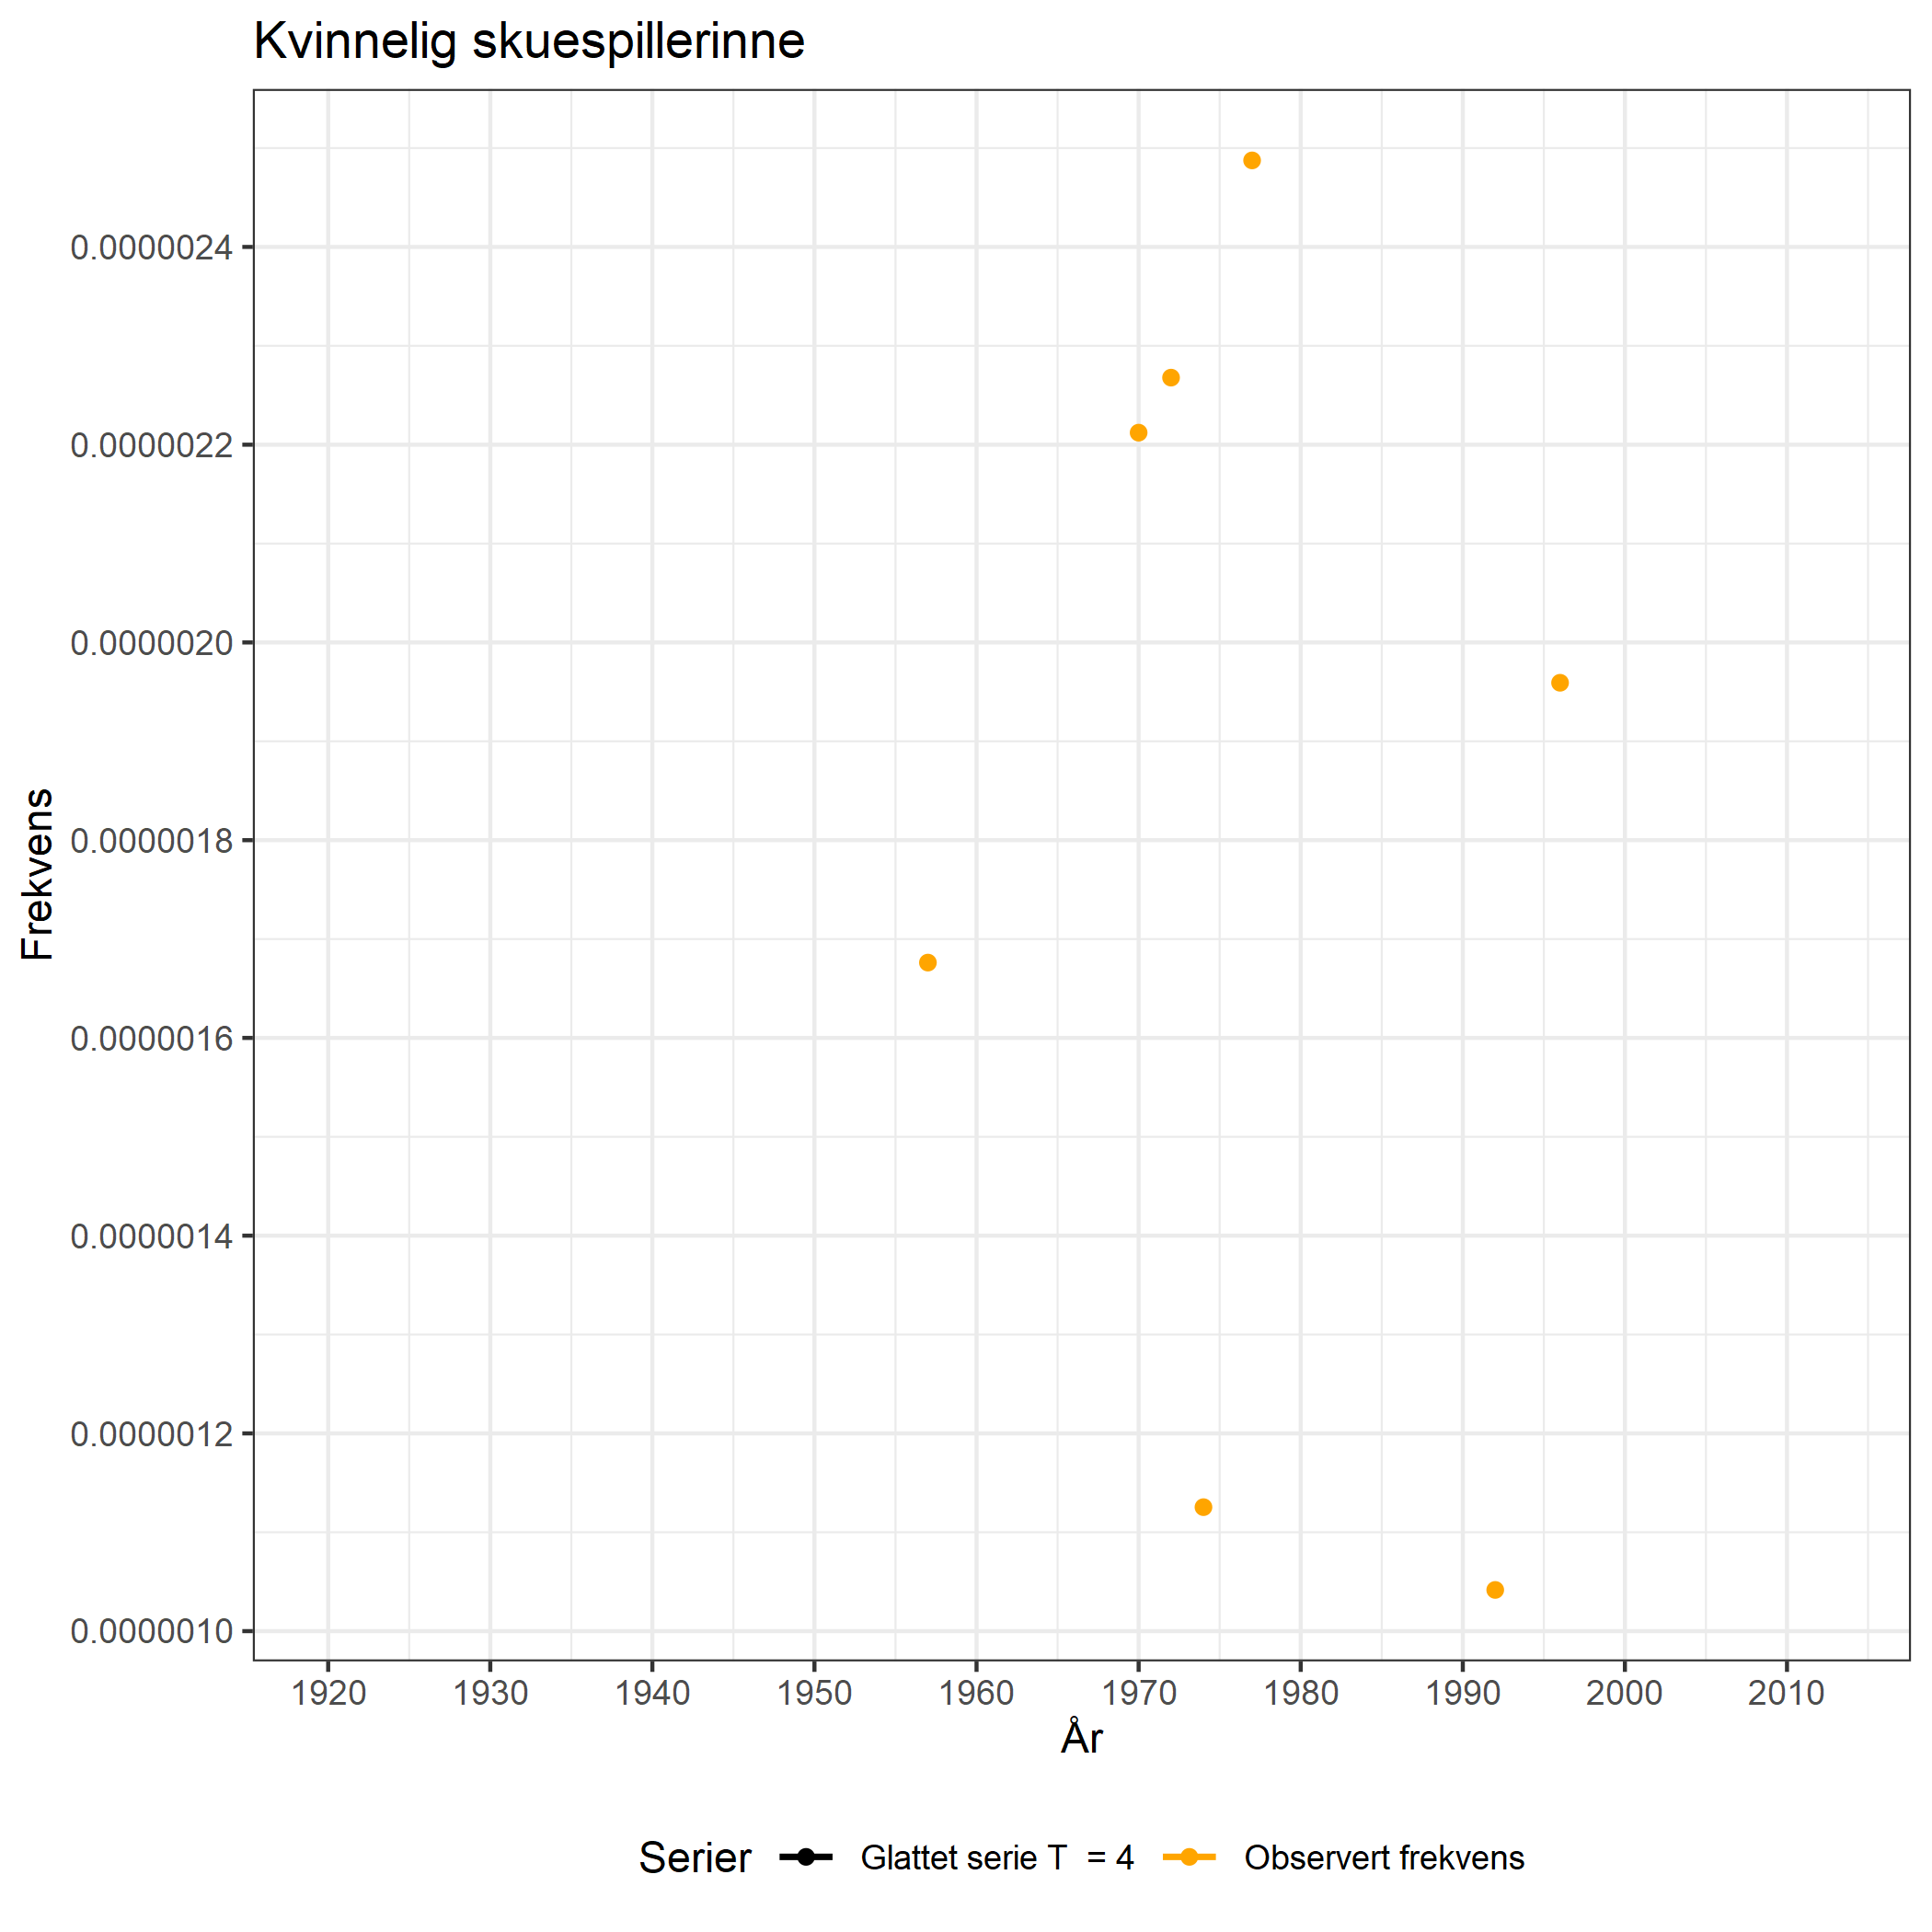 Kvinnelig skuespillerinne
0.0000024
0.0000022
0.0000020
0.0000018
0.0000016
0.0000014
0.0000012
0.0000010
Frekvens
1920 1930 1940 1950 1960 1970 1980 1990 2000 2010
År
Serier Glattet serie T = 4 Observert frekvens